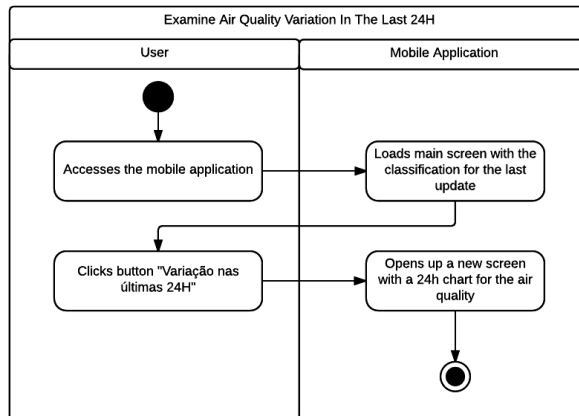 Examine Air Quality Variation In The Last 24H
User
Mobile Application
Accesses the mobile application
Loads main screen with the
classification for the last
update
Clicks button "Variação nas
últimas 24H"
Opens up a new screen
with a 24h chart for the air
quality